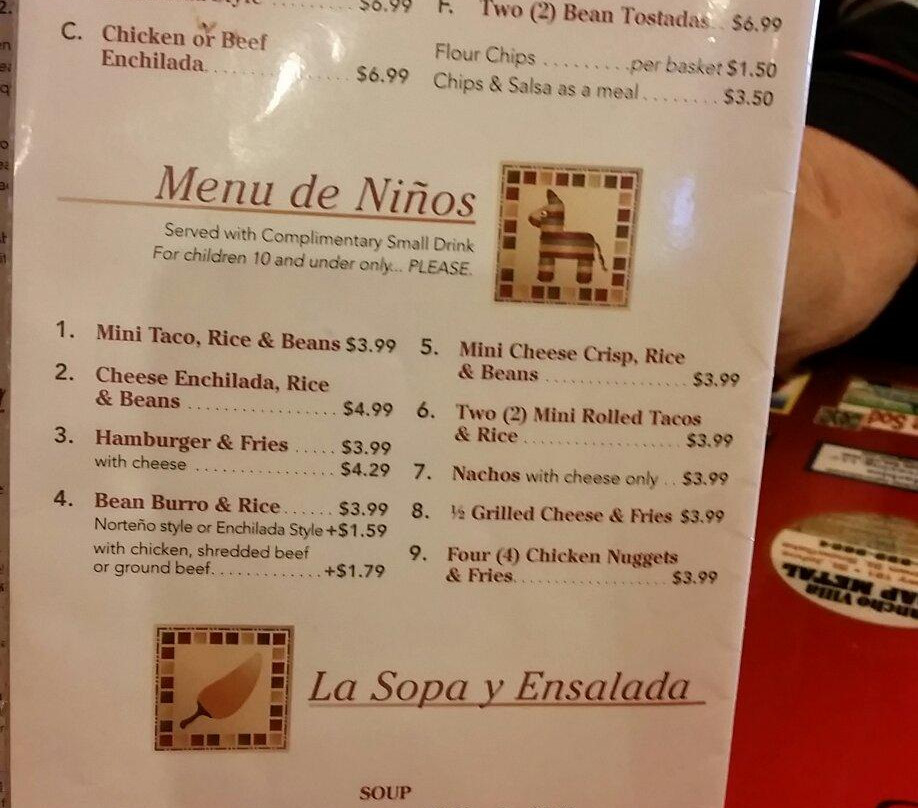 $6.99
F. Two (2) Bean Tostadas.. $6.99
C. Chicken or Beef
Enchilada..................... $6.99
Flour Chips .........per basket $1.50
Chips & Salsa as a meal........ $3.50
Menu de Niños
Served with Complimentary Small Drink
For children 10 and under only... PLEASE.
1. Mini Taco, Rice & Beans $3.99
2. Cheese Enchilada, Rice
& Beans ................. $4.99
3. Hamburger & Fries ..... $3.99
with cheese ................ $4.29
4. Bean Burro & Rice...... $3.99
Norteño style or Enchilada Style +$1.59
with chicken, shredded beef
or ground beef............. +$1.79
5. Mini Cheese Crisp, Rice
& Beans ................. $3.99
6. Two (2) Mini Rolled Tacos
& Rice ................... $3.99
7. Nachos with cheese only .. $3.99
8. ½ Grilled Cheese & Fries $3.99
9. Four (4) Chicken Nuggets
& Fries................... $3.99
La Sopa y Ensalada
SOUP